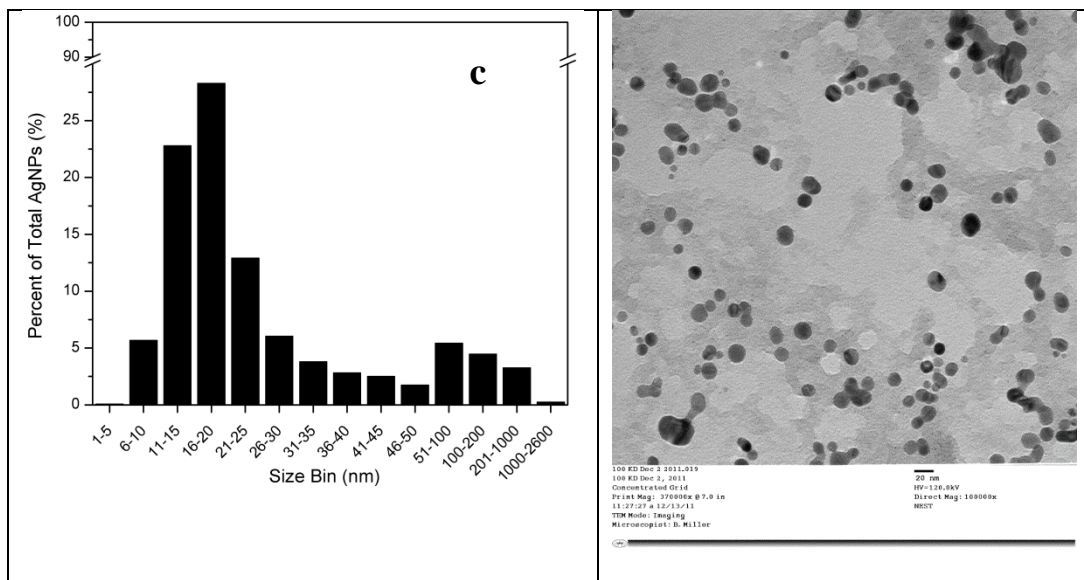 c
100
90
25
20
15
10
5
0
Percent of Total AgNPs (%)
1-5
6-10
11-15
16-20
21-25
26-30
31-35
36-40
41-45
46-50
51-100
100-200
201-1000
1000-2600
Size Bin (nm)
100 KD Dec 2 2011.019
100 KD Dec 2, 2011
Concentrated Grid
Print Mag: 370000x @ 7.0 in
11:27:27 a 12/13/11
TEM Mode: Imaging
Microscopist: B. Miller
20 nm
HV=120.0kV
Direct Mag: 100000x